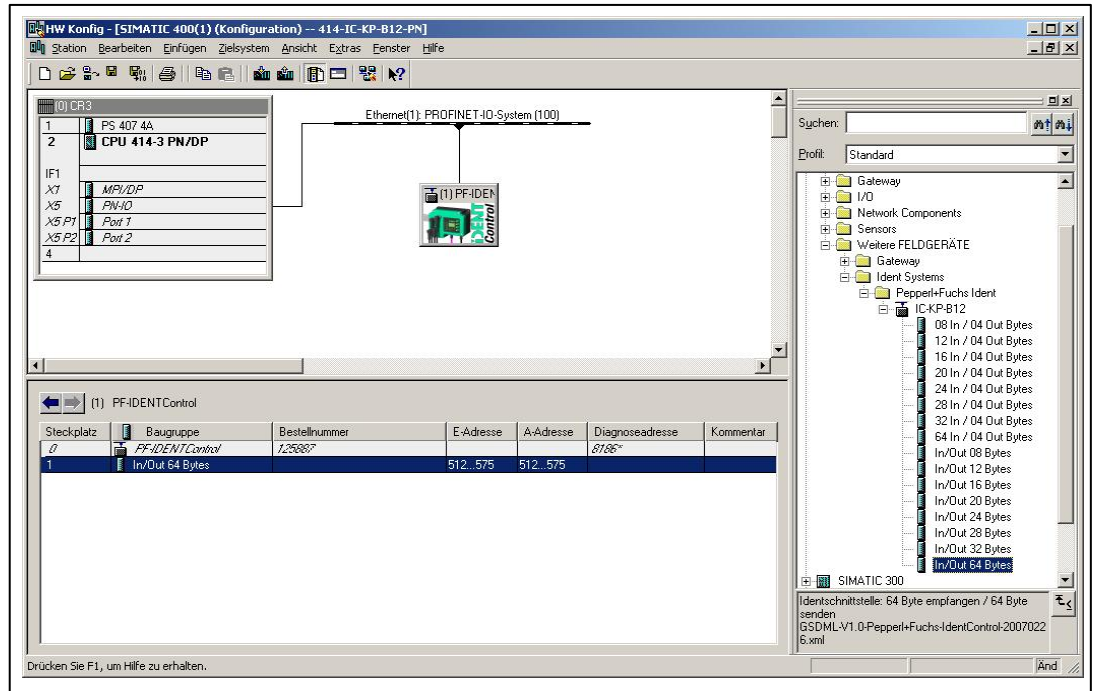 HW Konfig - [SIMATIC 400(1) (Konfiguration) -- 414-IC-KP-B12-PN]
Station Bearbeiten Einfügen Zielsystem Ansicht Extras Fenster Hilfe
(0) CR3
1 PS 407 4A
2 CPU 414-3 PN/DP
IF1
X1 MPI/DP
X5 PN-IO
X5 P1 Port 1
X5 P2 Port 2
4
Ethernet(1): PROFINET-IO-System (100)
(1) PF-IDEN
IDENT
Control
(1) PF-IDENTControl
Steckplatz Baugruppe Bestellnummer E-Adresse A-Adresse Diagnoseadresse Kommentar
0 PF-IDENTControl 125887 8186*
1 In/Out 64 Bytes 512...575 512...575
Suchen:
Profil: Standard
Gateway
I/O
Network Components
Sensors
Weitere FELDGERÄTE
Gateway
Ident Systems
Pepperl+Fuchs Ident
IC-KP-B12
08 In / 04 Out Bytes
12 In / 04 Out Bytes
16 In / 04 Out Bytes
20 In / 04 Out Bytes
24 In / 04 Out Bytes
28 In / 04 Out Bytes
32 In / 04 Out Bytes
64 In / 04 Out Bytes
In/Out 08 Bytes
In/Out 12 Bytes
In/Out 16 Bytes
In/Out 20 Bytes
In/Out 24 Bytes
In/Out 28 Bytes
In/Out 32 Bytes
In/Out 64 Bytes
SIMATIC 300
Identschnittstelle: 64 Byte empfangen / 64 Byte
senden
GSDML-V1.0-Pepperl+Fuchs-IdentControl-2007022
6.xml
Drücken Sie F1, um Hilfe zu erhalten.
Änd